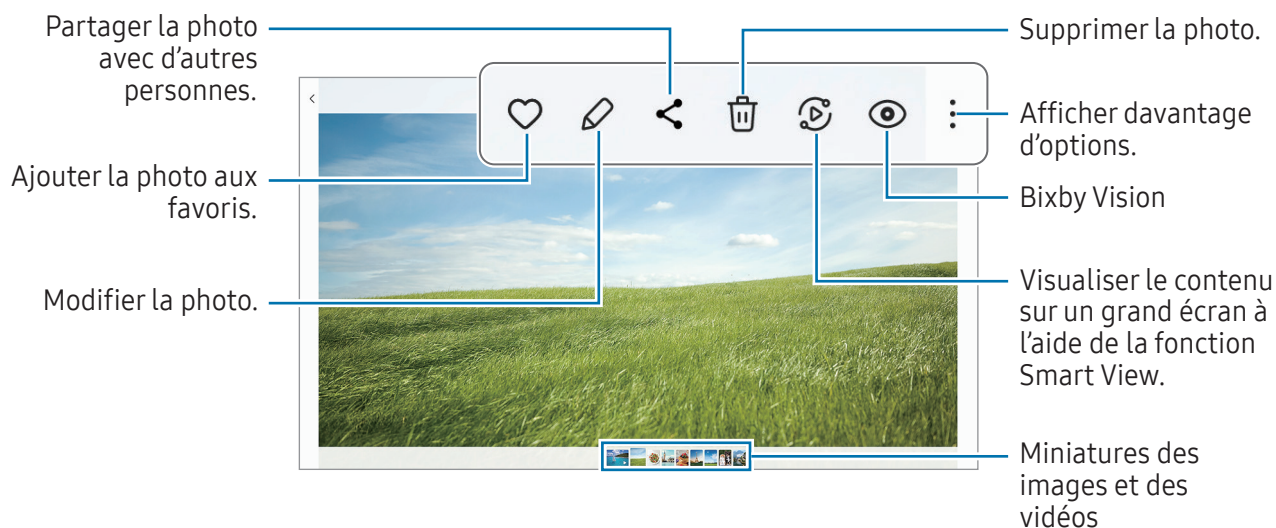 Partager la photo
avec d'autres
personnes.
Ajouter la photo aux
favoris.
Modifier la photo.
Supprimer la photo.
Afficher davantage
d'options.
Bixby Vision
Visualiser le contenu
sur un grand écran à
l'aide de la fonction
Smart View.
Miniatures des
images et des
vidéos